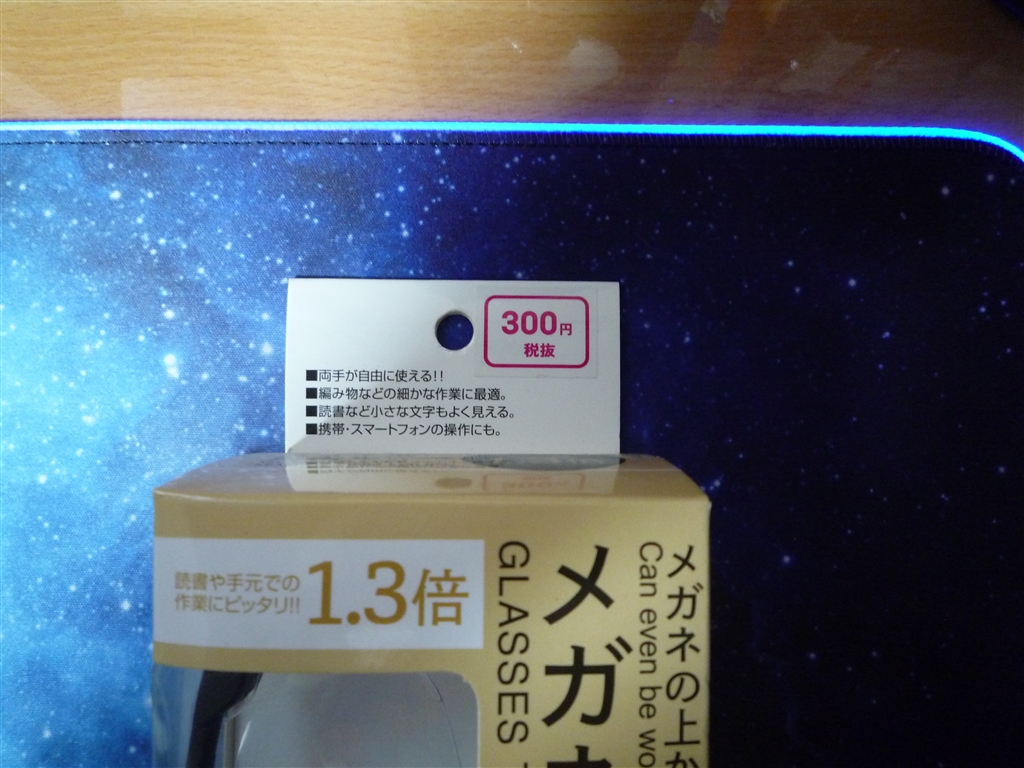 300円
税抜
■両手が自由に使える!!
■編み物などの細かな作業に最適。
■読書など小さな文字もよく見える。
■携帯・スマートフォンの操作にも。
読書や手元での
作業にピッタリ!!
1.3倍
メガネの上か
Can even be wo
メガ
GLASSES